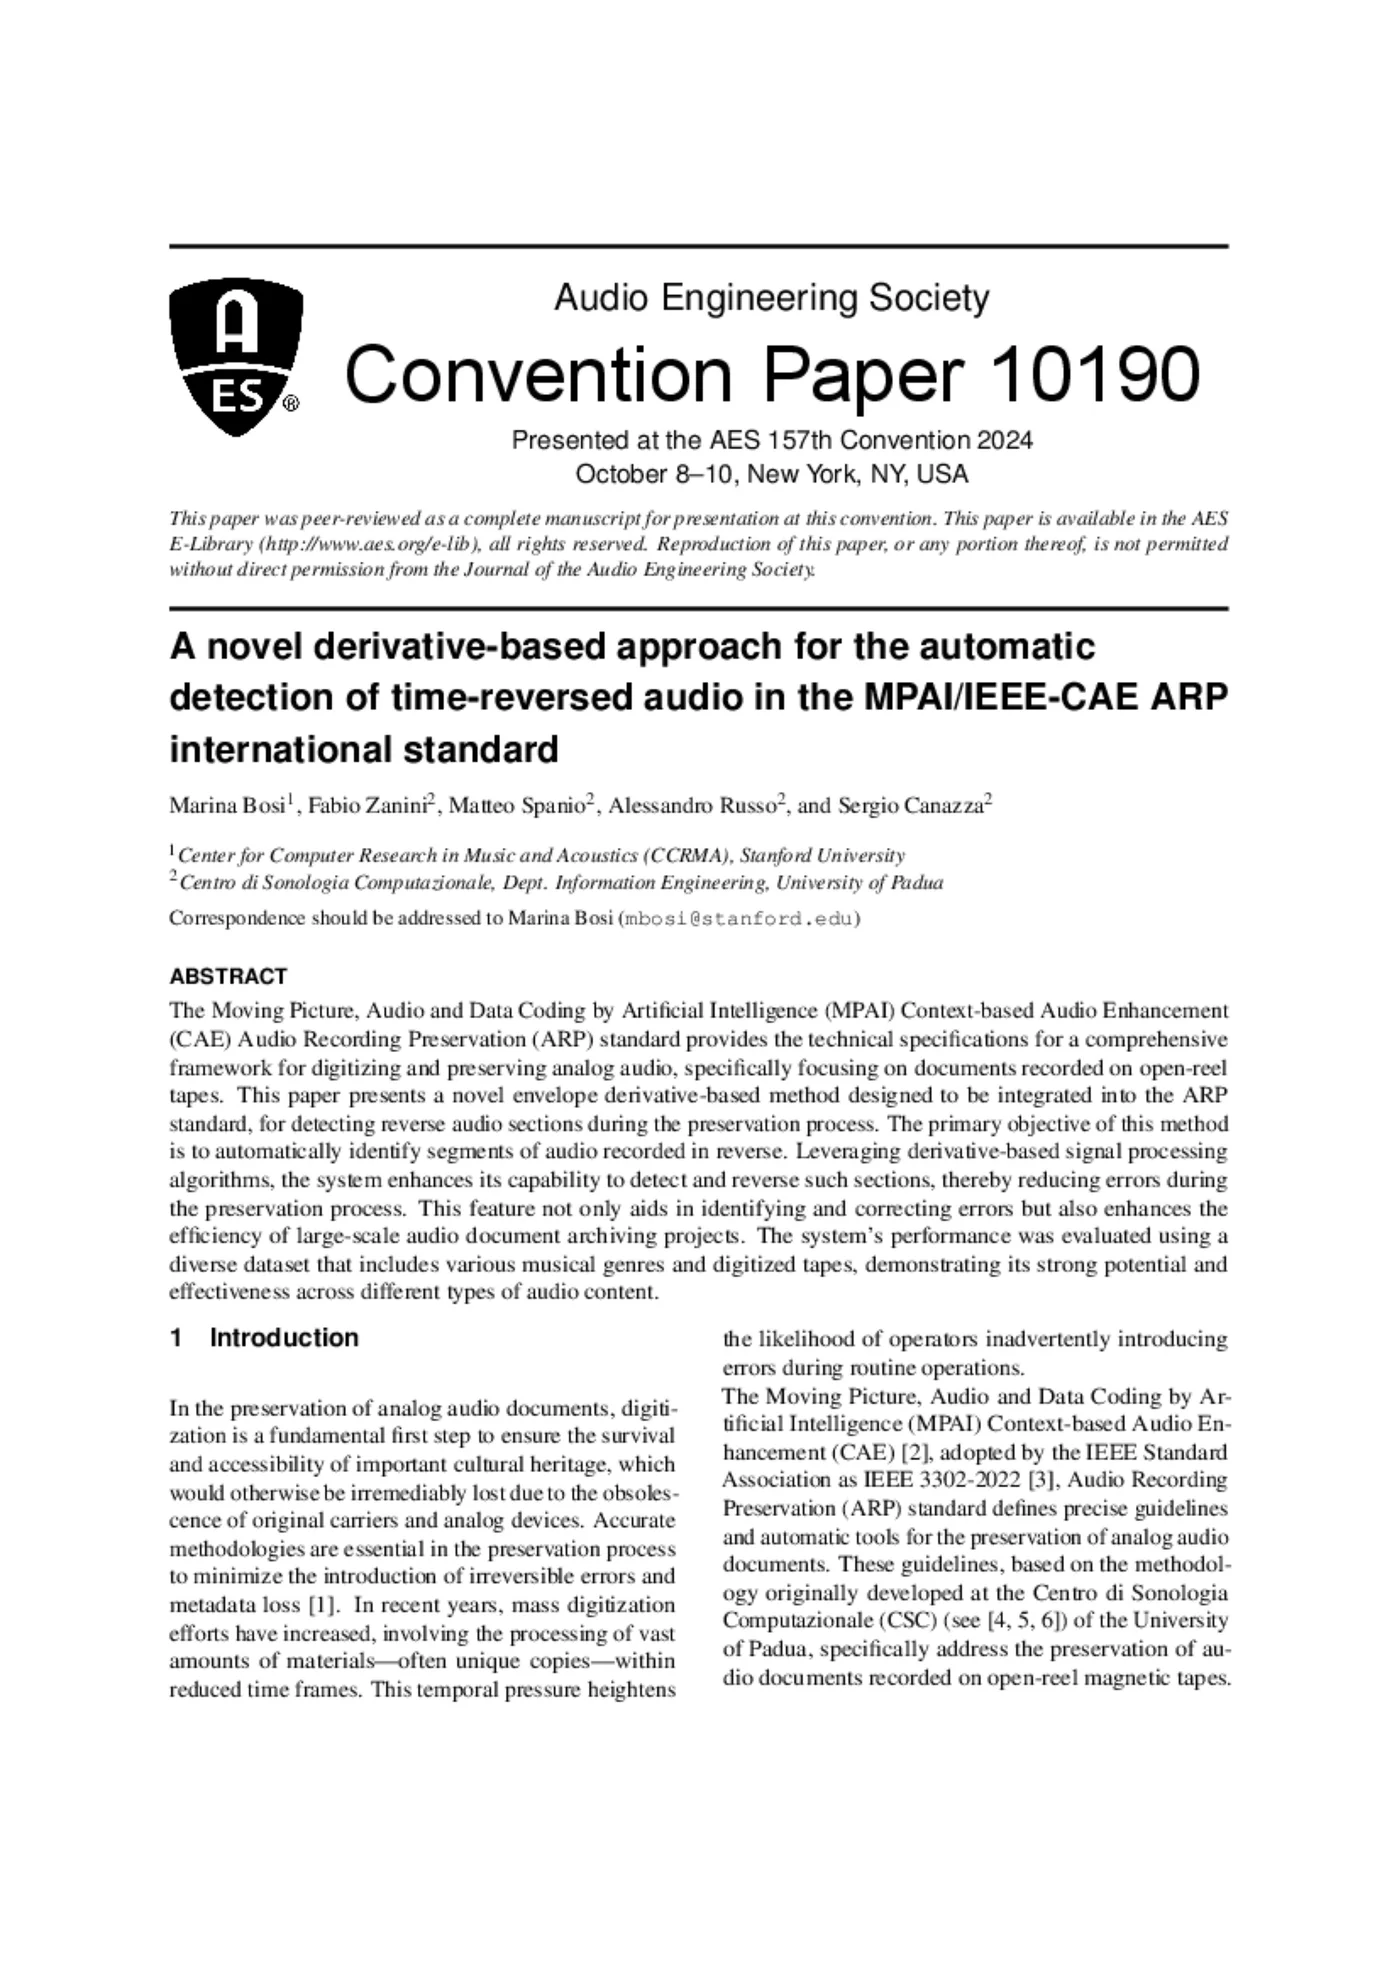 A
ES ®
Audio Engineering Society
Convention Paper 10190
Presented at the AES 157th Convention 2024
October 8–10, New York, NY, USA
This paper was peer-reviewed as a complete manuscript for presentation at this convention. This paper is available in the AES
E-Library (http://www.aes.org/e-lib), all rights reserved. Reproduction of this paper, or any portion thereof, is not permitted
without direct permission from the Journal of the Audio Engineering Society.
A novel derivative-based approach for the automatic
detection of time-reversed audio in the MPAI/IEEE-CAE ARP
international standard
Marina Bosi1, Fabio Zanini2, Matteo Spanio2, Alessandro Russo2, and Sergio Canazza2
1 Center for Computer Research in Music and Acoustics (CCRMA), Stanford University
2 Centro di Sonologia Computazionale, Dept. Information Engineering, University of Padua
Correspondence should be addressed to Marina Bosi (mbosi@stanford.edu)
ABSTRACT
The Moving Picture, Audio and Data Coding by Artificial Intelligence (MPAI) Context-based Audio Enhancement
(CAE) Audio Recording Preservation (ARP) standard provides the technical specifications for a comprehensive
framework for digitizing and preserving analog audio, specifically focusing on documents recorded on open-reel
tapes. This paper presents a novel envelope derivative-based method designed to be integrated into the ARP
standard, for detecting reverse audio sections during the preservation process. The primary objective of this method
is to automatically identify segments of audio recorded in reverse. Leveraging derivative-based signal processing
algorithms, the system enhances its capability to detect and reverse such sections, thereby reducing errors during
the preservation process. This feature not only aids in identifying and correcting errors but also enhances the
efficiency of large-scale audio document archiving projects. The system's performance was evaluated using a
diverse dataset that includes various musical genres and digitized tapes, demonstrating its strong potential and
effectiveness across different types of audio content.
1 Introduction
In the preservation of analog audio documents, digiti-
zation is a fundamental first step to ensure the survival
and accessibility of important cultural heritage, which
would otherwise be irremediably lost due to the obsoles-
cence of original carriers and analog devices. Accurate
methodologies are essential in the preservation process
to minimize the introduction of irreversible errors and
metadata loss [1]. In recent years, mass digitization
efforts have increased, involving the processing of vast
amounts of materials—often unique copies—within
reduced time frames. This temporal pressure heightens
the likelihood of operators inadvertently introducing
errors during routine operations.
The Moving Picture, Audio and Data Coding by Ar-
tificial Intelligence (MPAI) Context-based Audio En-
hancement (CAE) [2], adopted by the IEEE Standard
Association as IEEE 3302-2022 [3], Audio Recording
Preservation (ARP) standard defines precise guidelines
and automatic tools for the preservation of analog audio
documents. These guidelines, based on the methodol-
ogy originally developed at the Centro di Sonologia
Computazionale (CSC) (see [4, 5, 6]) of the University
of Padua, specifically address the preservation of au-
dio documents recorded on open-reel magnetic tapes.